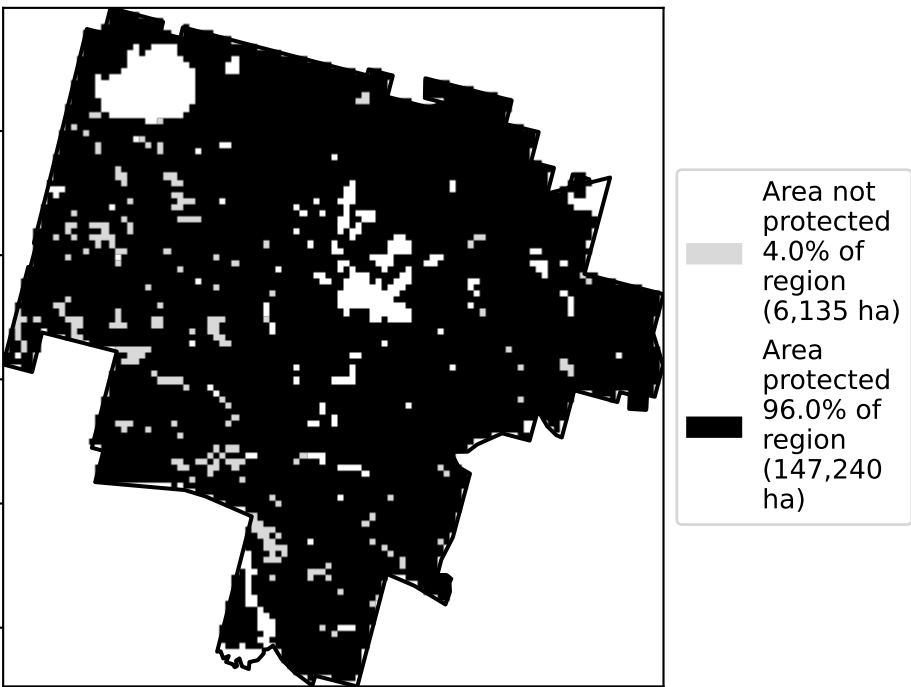 Area not
protected
4.0% of
region
(6,135 ha)
Area
protected
96.0% of
region
(147,240
ha)